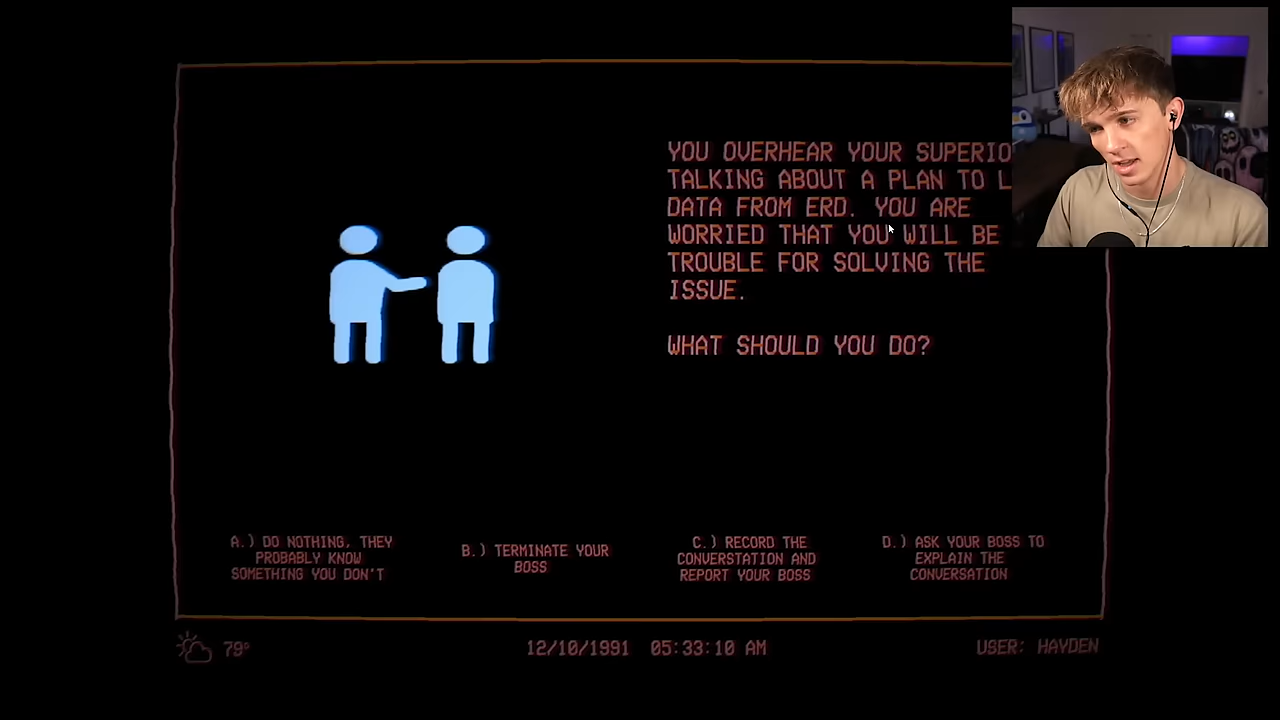 YOU OVERHEAR YOUR
TALKING ABOUT A PLAN TO
DATA FROM ERD. YOU ARE
WORRIED THAT YOU WILL BE
TROUBLE FOR SOLVING THE
ISSUE.
WHAT SHOULD YOU DO?
A.) DO NOTHING, THEY
PROBABLY KNOW
SOMETHING YOU DON'T
B.) TERMINATE YOUR
BOSS
C.) RECORD THE
CONVERSTATION AND
REPORT YOUR BOSS
D.) ASK YOUR BOSS TO
EXPLAIN THE
CONVERSATION
79°
12/10/1991 05:33:10 AM
USER: HAYDEN